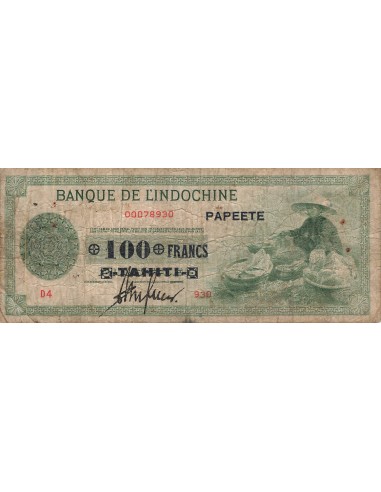 BANQUE DE L'INDOCHINE
00078930 PAPEETE
100 FRANCS
TAHITI
D4 930